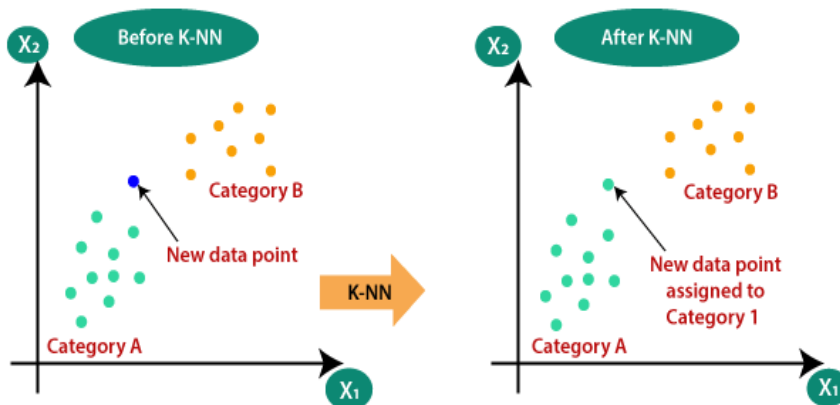 Before K-NN
X₂
Category B
New data point
Category A
X₁
K-NN
After K-NN
X₂
Category B
New data point
assigned to
Category 1
Category A
X₁